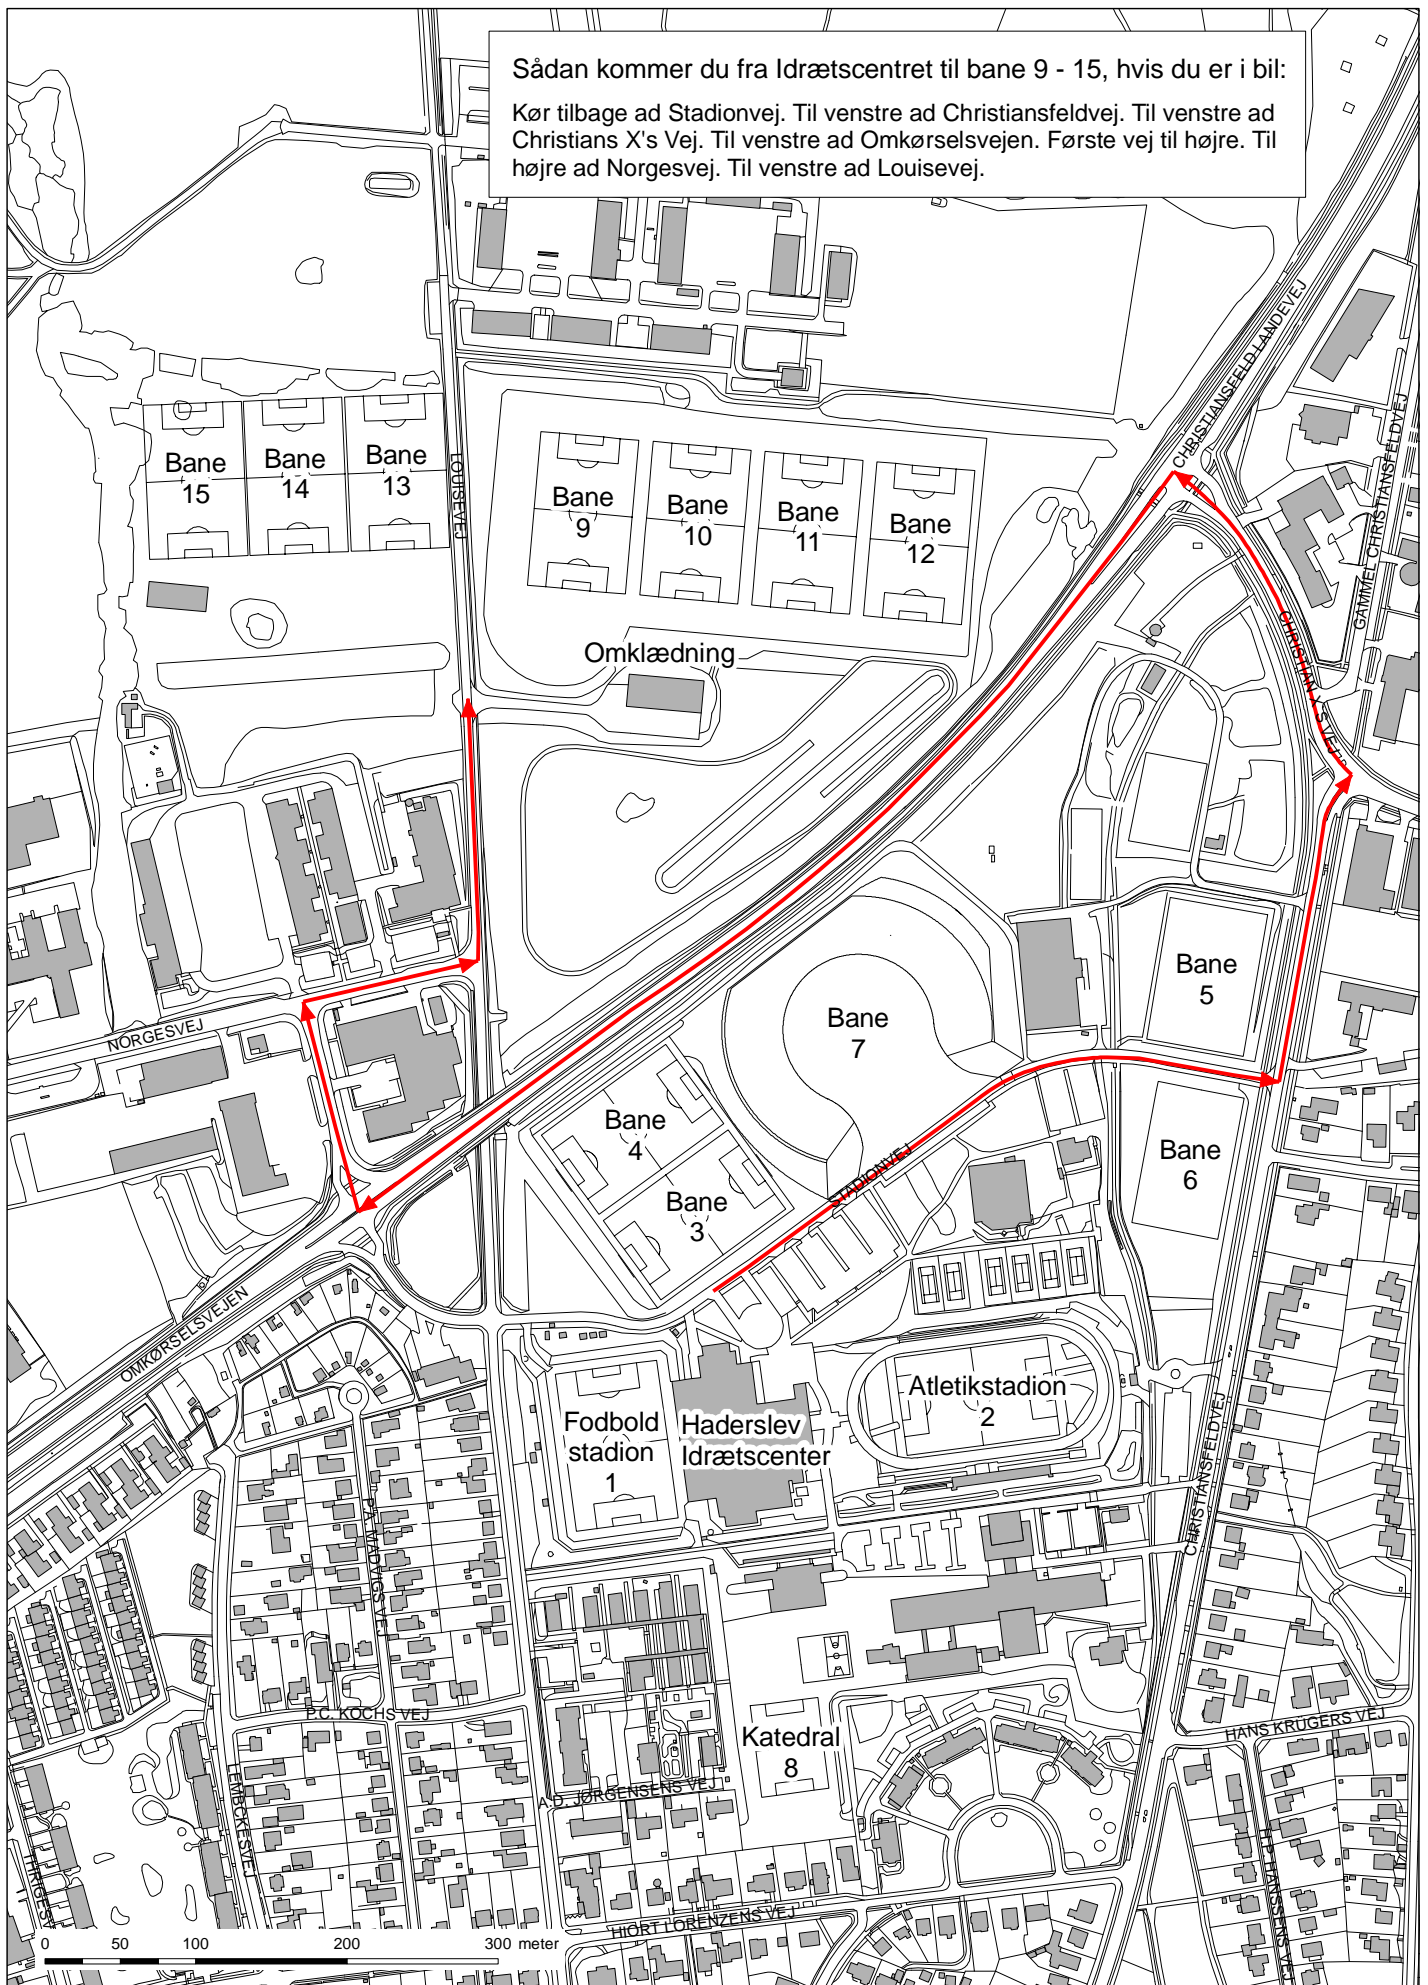 Sådan kommer du fra Idrætscentret til bane 9 - 15, hvis du er i bil:
Kør tilbage ad Stadionvej. Til venstre ad Christiansfeldvej. Til venstre ad
Christians X's Vej. Til venstre ad Omkørselsvejen. Første vej til højre. Til
højre ad Norgesvej. Til venstre ad Louisevej.
CHRISTIANSFELD LANDEVEJ
GAMMEL CHRISTIANSFELDVEJ
Bane
15
Bane
14
Bane
13
LOUISEVEJ
Bane
9
Bane
10
Bane
11
Bane
12
CHRISTIAN X'S VEJ
Omklædning
Bane
5
Bane
7
NORGESVEJ
Bane
4
Bane
3
STADIONVEJ
Bane
6
OMKØRSELSVEJEN
Atletikstadion
2
Fodbold
stadion
1
Haderslev
Idrætscenter
CHRISTIANSFELDVEJ
P.A. MADVIGS VEJ
P.C. KOCHS VEJ
HANS KRÜGERS VEJ
Katedral
8
LEMBCKESVEJ
A.D. JØRGENSENS VEJ
H.P. HANSENS VEJ
HIORT LORENZENS VEJ
0 50 100 200 300 meter